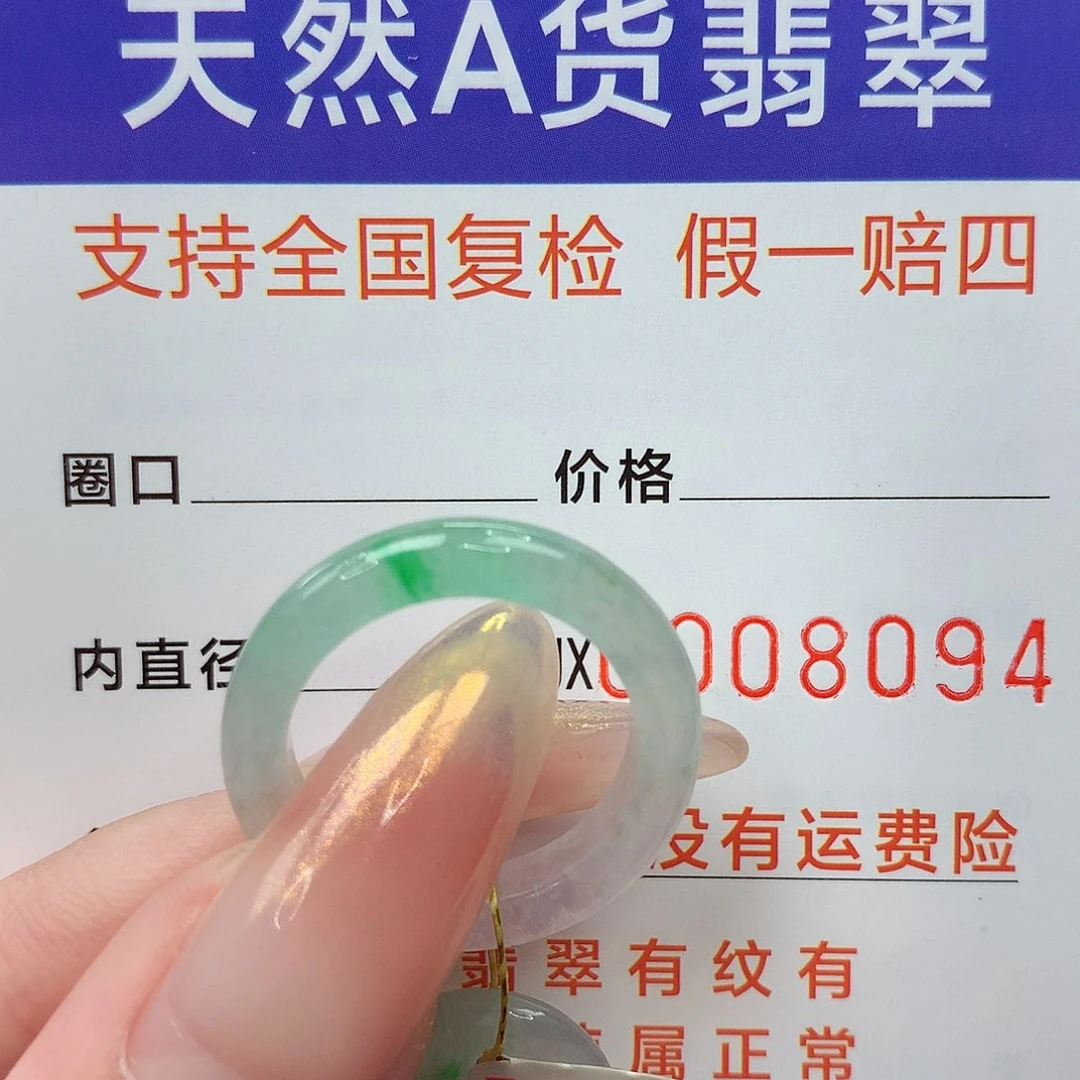 天然A货翡翠
支持全国复检 假一赔四
圈口 价格
内直径 X 008094
没有运费险
翡翠有纹有
属正常